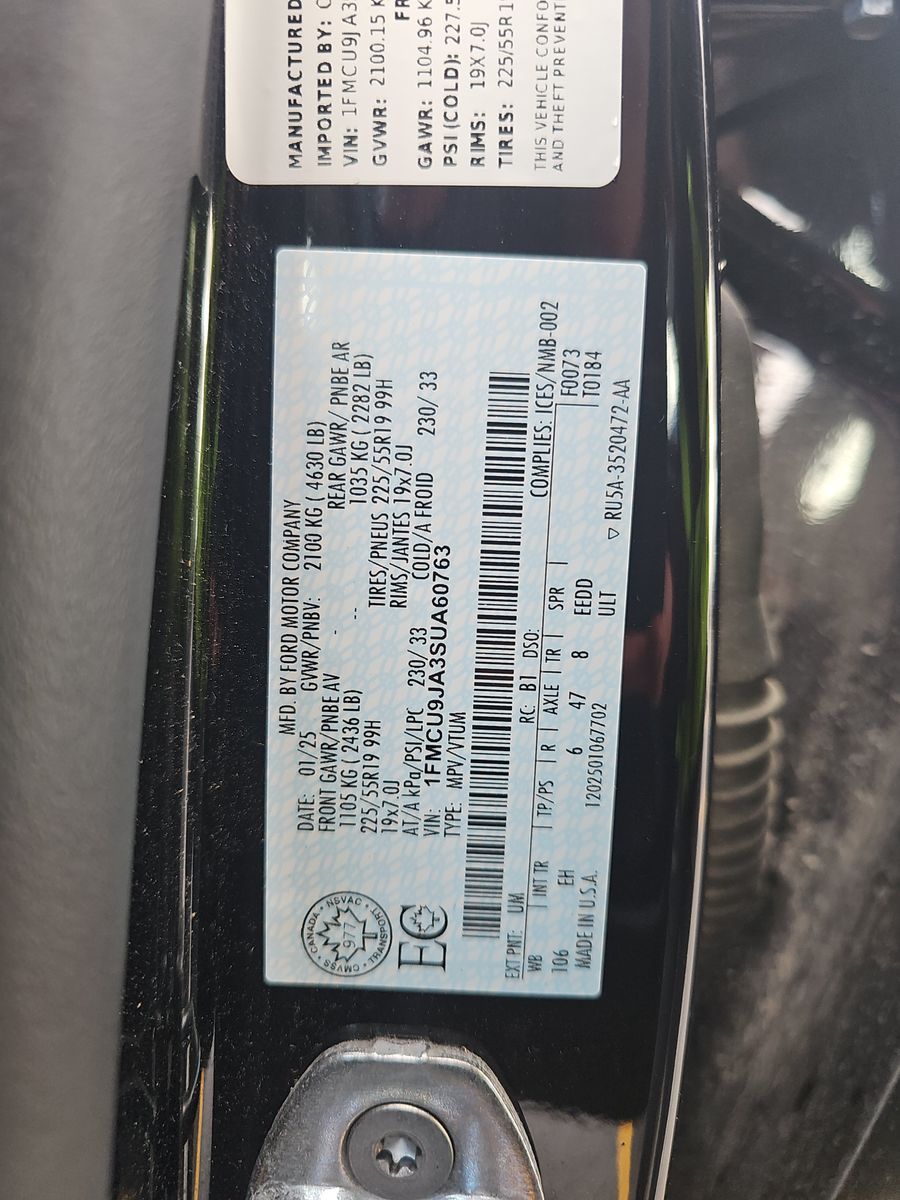 MANUFACTURED
IMPORTED BY:
VIN: 1FMCU9JA3
GVWR: 2100.15
FR
GAWR: 1104.96
PSI (COLD): 227.5
RIMS: 19X7.0J
TIRES: 225/55R1
THIS VEHICLE CONFO
AND THEFT PREVENT
MFD. BY FORD MOTOR COMPANY
DATE: 01/25 GVWR/PNBV: 2100 KG ( 4630 LB)
FRONT GAWR/PNBE AV - REAR GAWR/ PNBE AR
1105 KG ( 2436 LB) -- 1035 KG ( 2282 LB)
225/55R19 99H TIRES/PNEUS 225/55R19 99H
19x7.0J RIMS/JANTES 19x7.0J
AT/A kPa/PSI/LPC 230/ 33 COLD/A FROID 230/ 33
VIN: 1FMCU9JA3SUA60763
TYPE: MPV/VTUM
CANADA • NSVAC • TRANSPORT • CMVSS
977
EC
COMPLIES: ICES/NMB-002
EXT PNT: UM RC: B1 DSO: F0073
WB | INT TR | TP/PS | R | AXLE | TR | SPR | T0184
106 EH 6 47 8 EEDD
MADE IN U.S.A. 1202501067702 ULT ▽ RU5A-3520472-AA